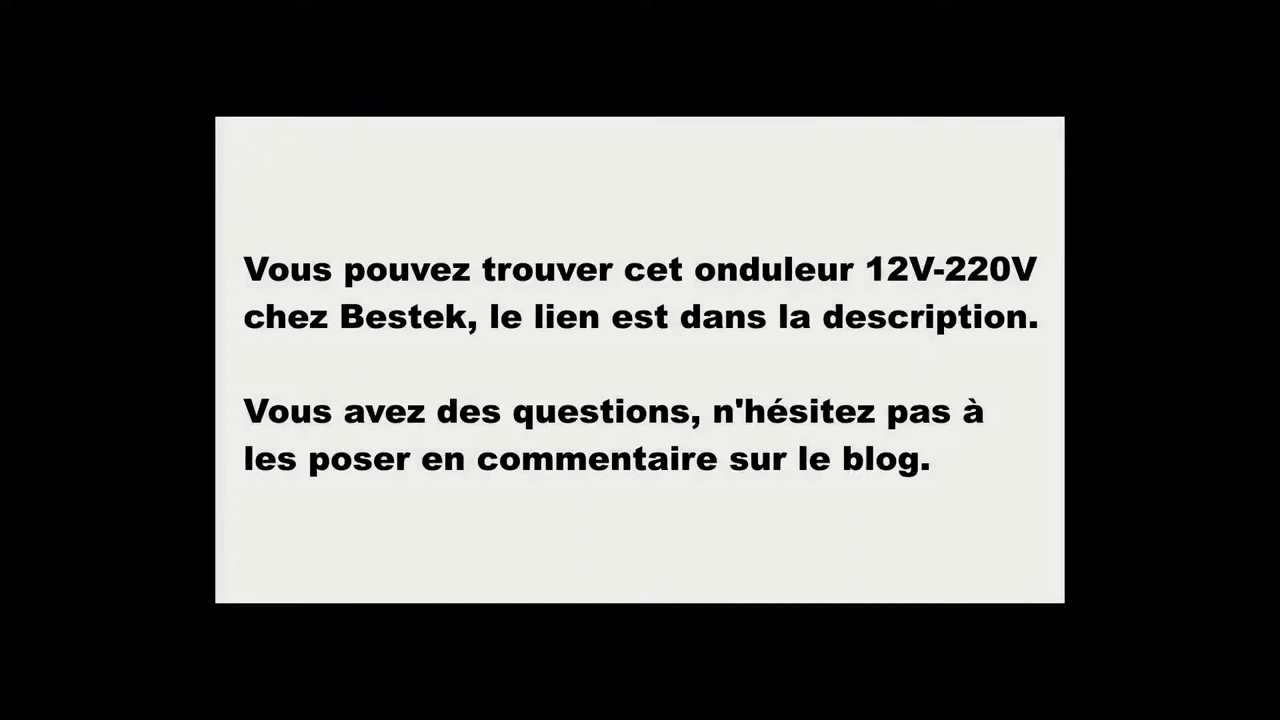 Vous pouvez trouver cet onduleur 12V-220V
chez Bestek, le lien est dans la description.
Vous avez des questions, n'hésitez pas à
les poser en commentaire sur le blog.